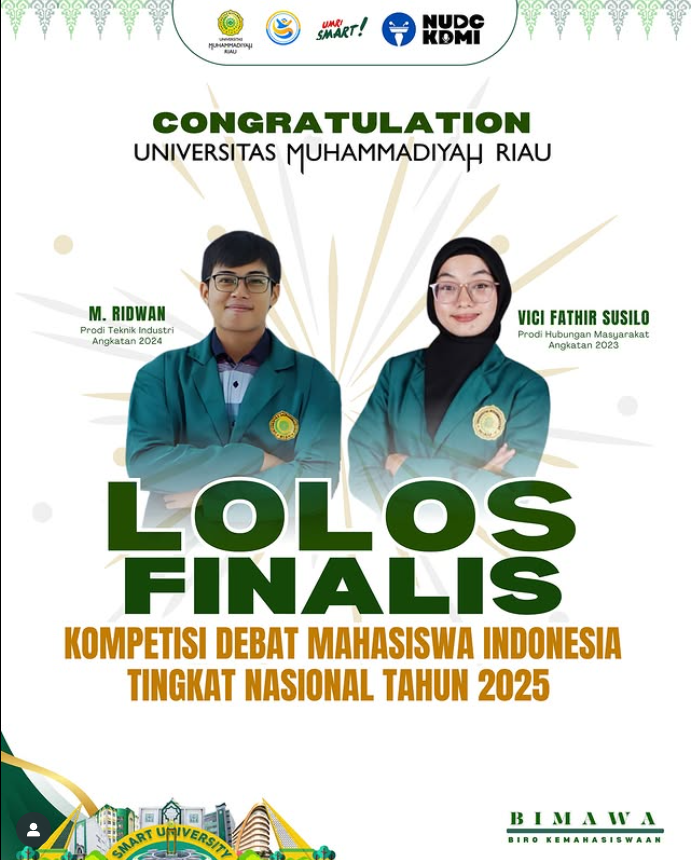 UNIVERSITAS
MUHAMMADIYAH
RIAU
UMRI
SMART!
NUDC
KDMI
CONGRATULATION
UNIVERSITAS MUHAMMADIYAH RIAU
M. RIDWAN
Prodi Teknik Industri
Angkatan 2024
VICI FATHIR SUSILO
Prodi Hubungan Masyarakat
Angkatan 2023
LOLOS
FINALIS
KOMPETISI DEBAT MAHASISWA INDONESIA
TINGKAT NASIONAL TAHUN 2025
SMART UNIVERSITY
BIMAWA
BIRO KEMAHASISWAAN